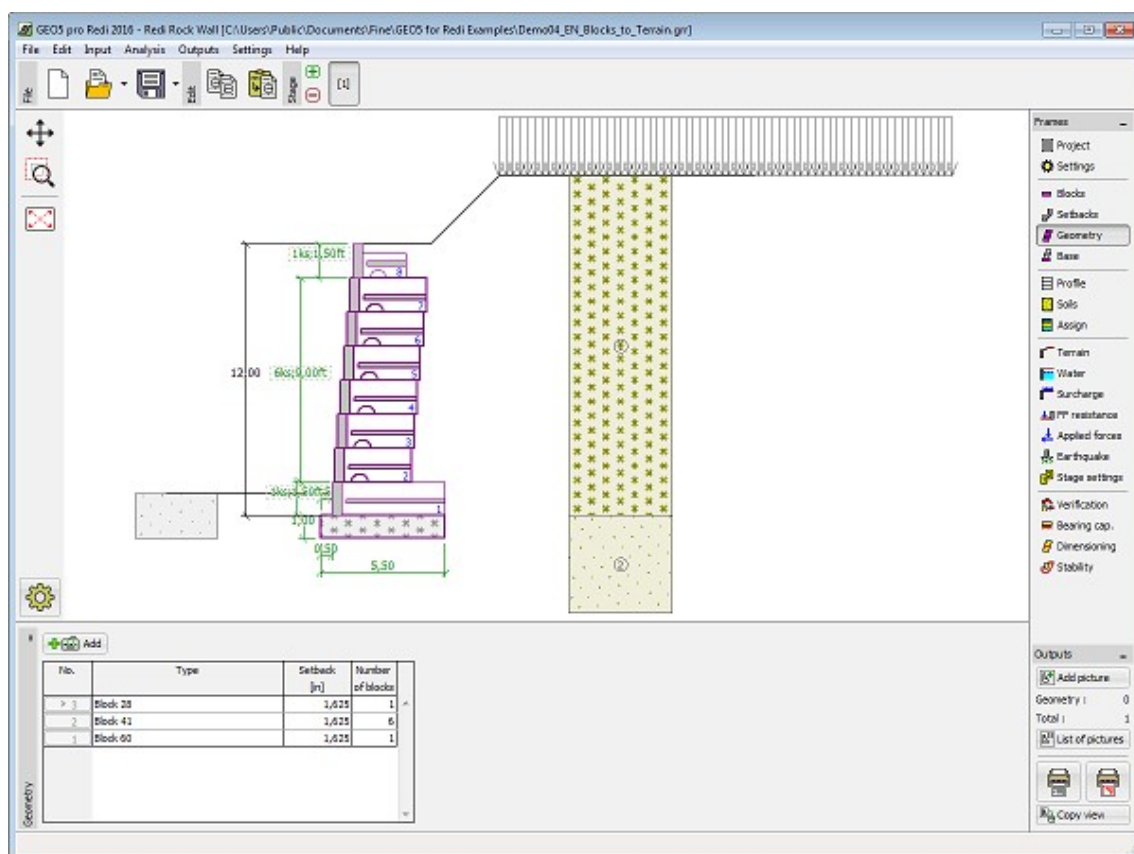 GEO5 pro Redi 2016 - Redi Rock Wall [C:\Users\Public\Documents\Fine\GEO5 for Redi Examples\Demo04_EN_Blocks_to_Terrain.grr]
File Edit Input Analysis Outputs Settings Help
File
Edit
Stage
[1]
1ks;1,50ft
8
7
6
12,00
6ks;9,00ft
5
4
3
2
1
1,00
0,50
5,50
1
2
Frames
Project
Settings
Blocks
Setbacks
Geometry
Base
Profile
Soils
Assign
Terrain
Water
Surcharge
FF resistance
Applied forces
Earthquake
Stage settings
Verification
Bearing cap.
Dimensioning
Stability
Add
No. Type Setback [in] Number of blocks
> 3 Block 28 1,625 1
2 Block 41 1,625 6
1 Block 60 1,625 1
Geometry
Outputs
Add picture
Geometry : 0
Total : 1
List of pictures
Copy view